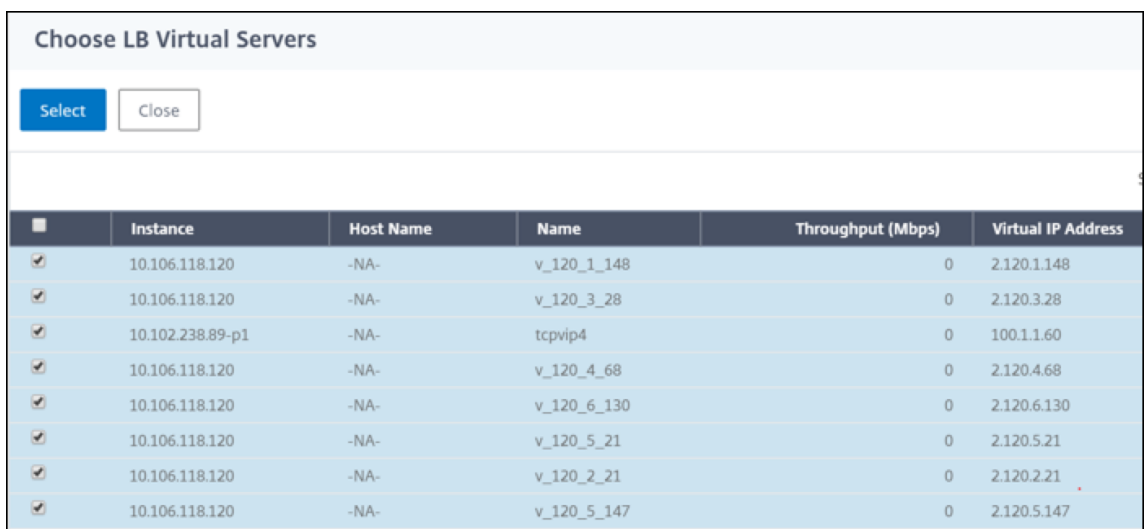 Choose LB Virtual Servers
Select Close
Instance Host Name Name Throughput (Mbps) Virtual IP Address
10.106.118.120 -NA- v_120_1_148 0 2.120.1.148
10.106.118.120 -NA- v_120_3_28 0 2.120.3.28
10.102.238.89-p1 -NA- tcpvip4 0 100.1.1.60
10.106.118.120 -NA- v_120_4_68 0 2.120.4.68
10.106.118.120 -NA- v_120_6_130 0 2.120.6.130
10.106.118.120 -NA- v_120_5_21 0 2.120.5.21
10.106.118.120 -NA- v_120_2_21 0 2.120.2.21
10.106.118.120 -NA- v_120_5_147 0 2.120.5.147